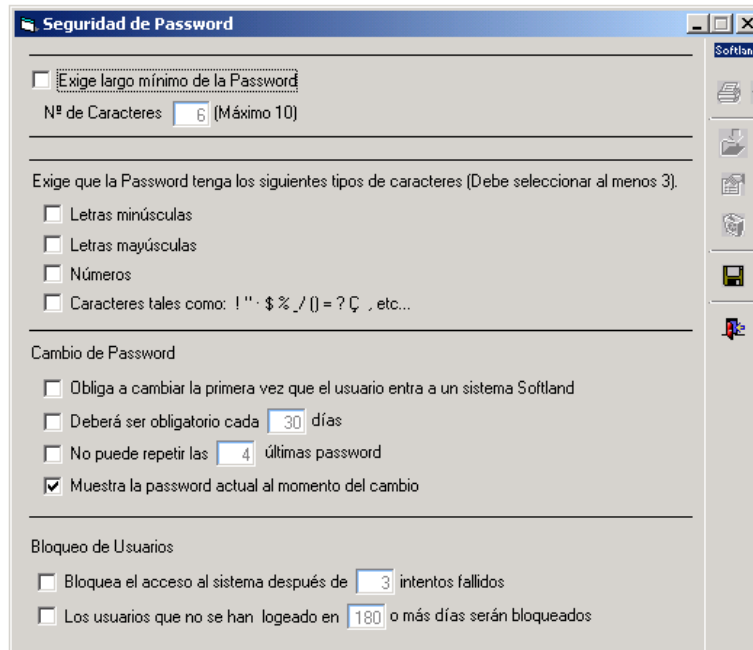 Seguridad de Password
Softlan
Exige largo mínimo de la Password
Nº de Caracteres 6 (Máximo 10)
Exige que la Password tenga los siguientes tipos de caracteres (Debe seleccionar al menos 3).
Letras minúsculas
Letras mayúsculas
Números
Caracteres tales como: ! " · $ % _/ () = ? Ç , etc...
Cambio de Password
Obliga a cambiar la primera vez que el usuario entra a un sistema Softland
Deberá ser obligatorio cada 30 días
No puede repetir las 4 últimas password
Muestra la password actual al momento del cambio
Bloqueo de Usuarios
Bloquea el acceso al sistema después de 3 intentos fallidos
Los usuarios que no se han logeado en 180 o más días serán bloqueados